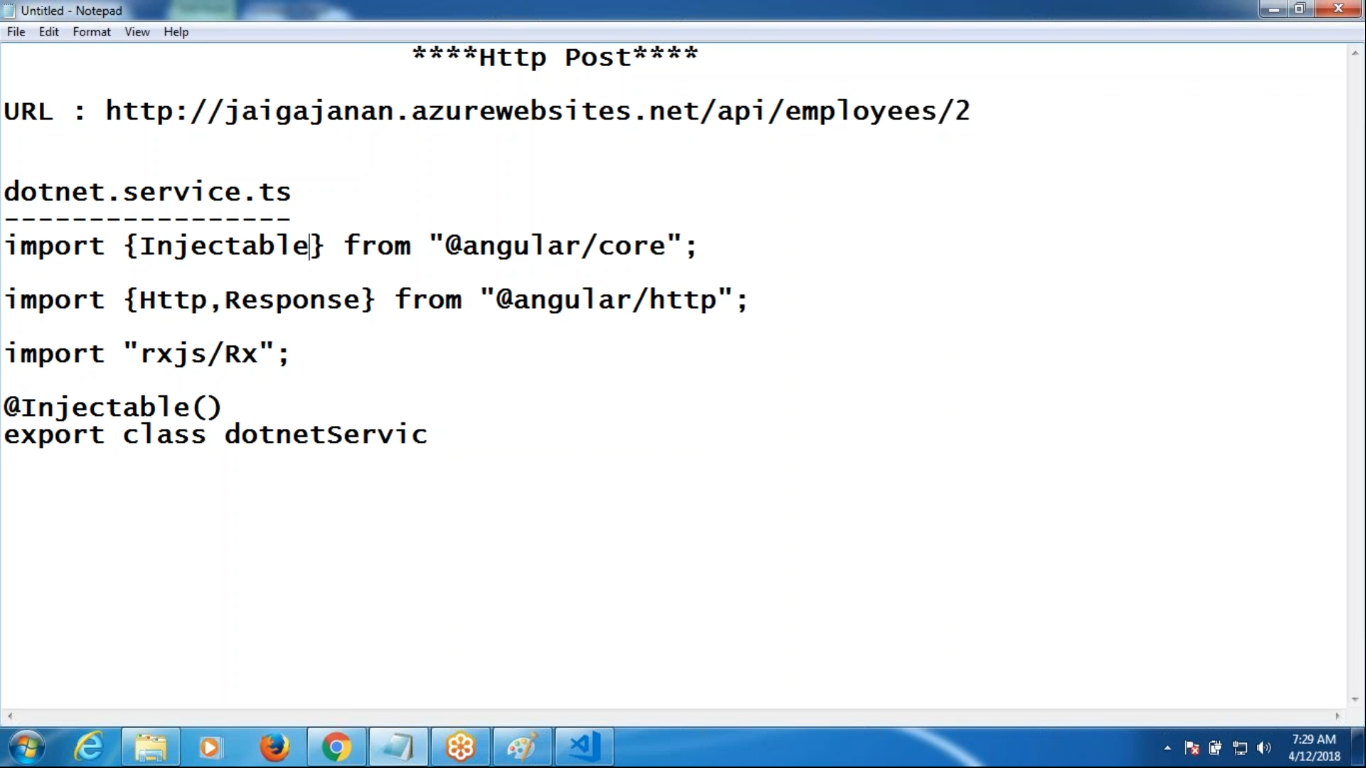 Untitled - Notepad
File Edit Format View Help
****Http Post****
URL : http://jaigajanan.azurewebsites.net/api/employees/2
dotnet.service.ts
-----------------
import {Injectable} from "@angular/core";
import {Http,Response} from "@angular/http";
import "rxjs/Rx";
@Injectable()
export class dotnetServic
7:29 AM
4/12/2018